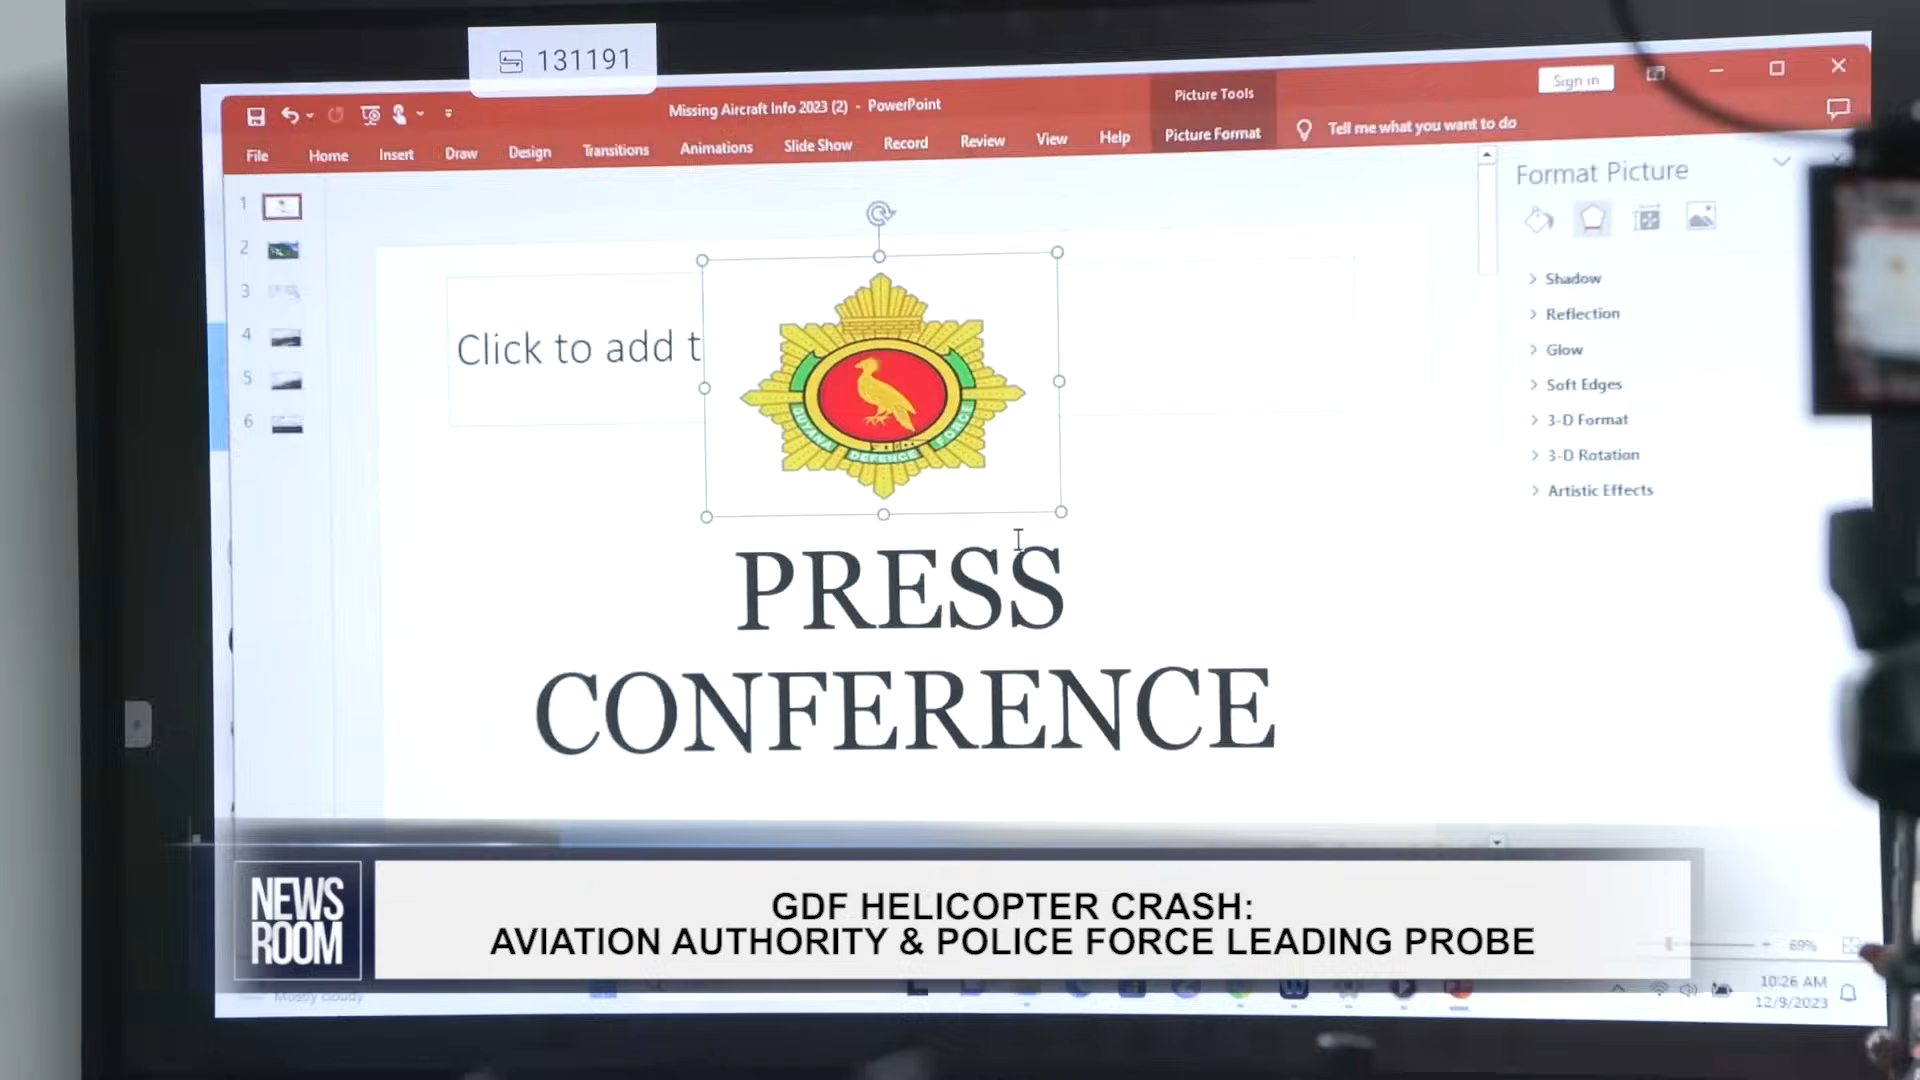 131191
Missing Aircraft Info 2023 (2) - PowerPoint
Picture Tools
Sign in
File Home Insert Draw Design Transitions Animations Slide Show Record Review View Help Picture Format Tell me what you want to do
1
2
3
4
5
6
Format Picture
Shadow
Reflection
Glow
Soft Edges
3-D Format
3-D Rotation
Artistic Effects
Click to add t
GUYANA DEFENCE FORCE
PRESS
CONFERENCE
NEWS
ROOM
GDF HELICOPTER CRASH:
AVIATION AUTHORITY & POLICE FORCE LEADING PROBE
69%
Mostly cloudy
10:26 AM
12/9/2023